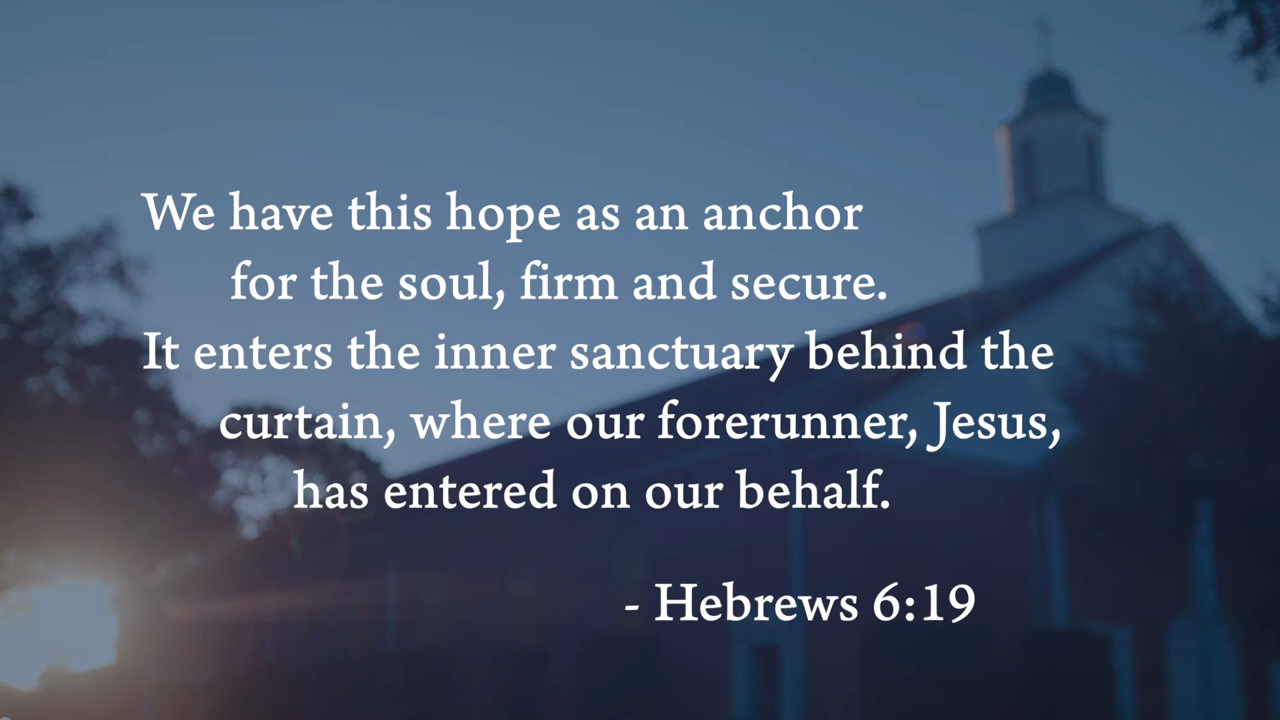 We have this hope as an anchor
for the soul, firm and secure.
It enters the inner sanctuary behind the
curtain, where our forerunner, Jesus,
has entered on our behalf.
- Hebrews 6:19